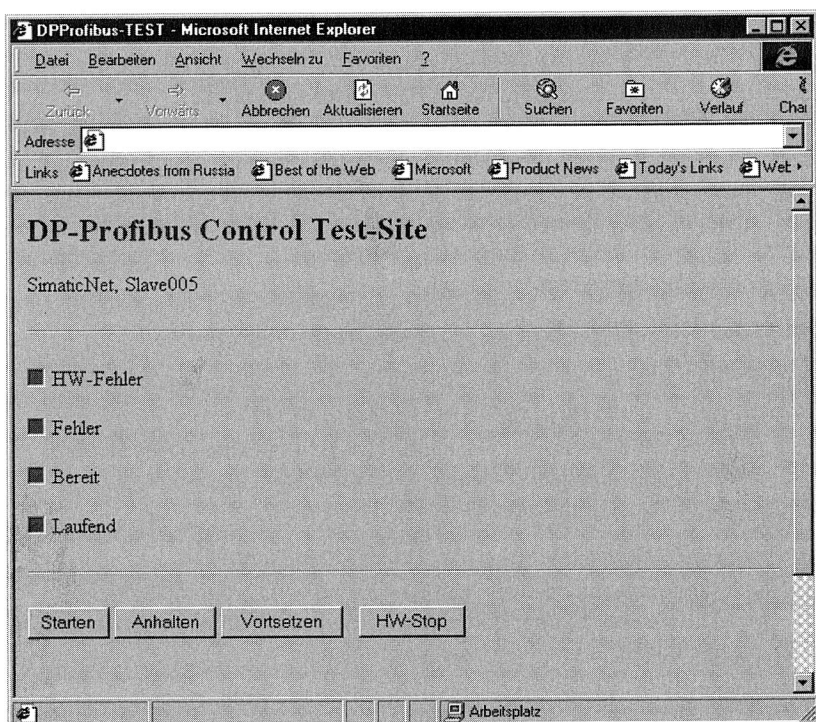 DPProfibus-TEST - Microsoft Internet Explorer
Datei Bearbeiten Ansicht Wechseln zu Favoriten ?
Zurück Vorwärts Abbrechen Aktualisieren Startseite Suchen Favoriten Verlauf Char
Adresse
Links Anecdotes from Russia Best of the Web Microsoft Product News Today's Links Web
DP-Profibus Control Test-Site
SimaticNet, Slave005
HW-Fehler
Fehler
Bereit
Laufend
Starten Anhalten Vortsetzen HW-Stop
Arbeitsplatz